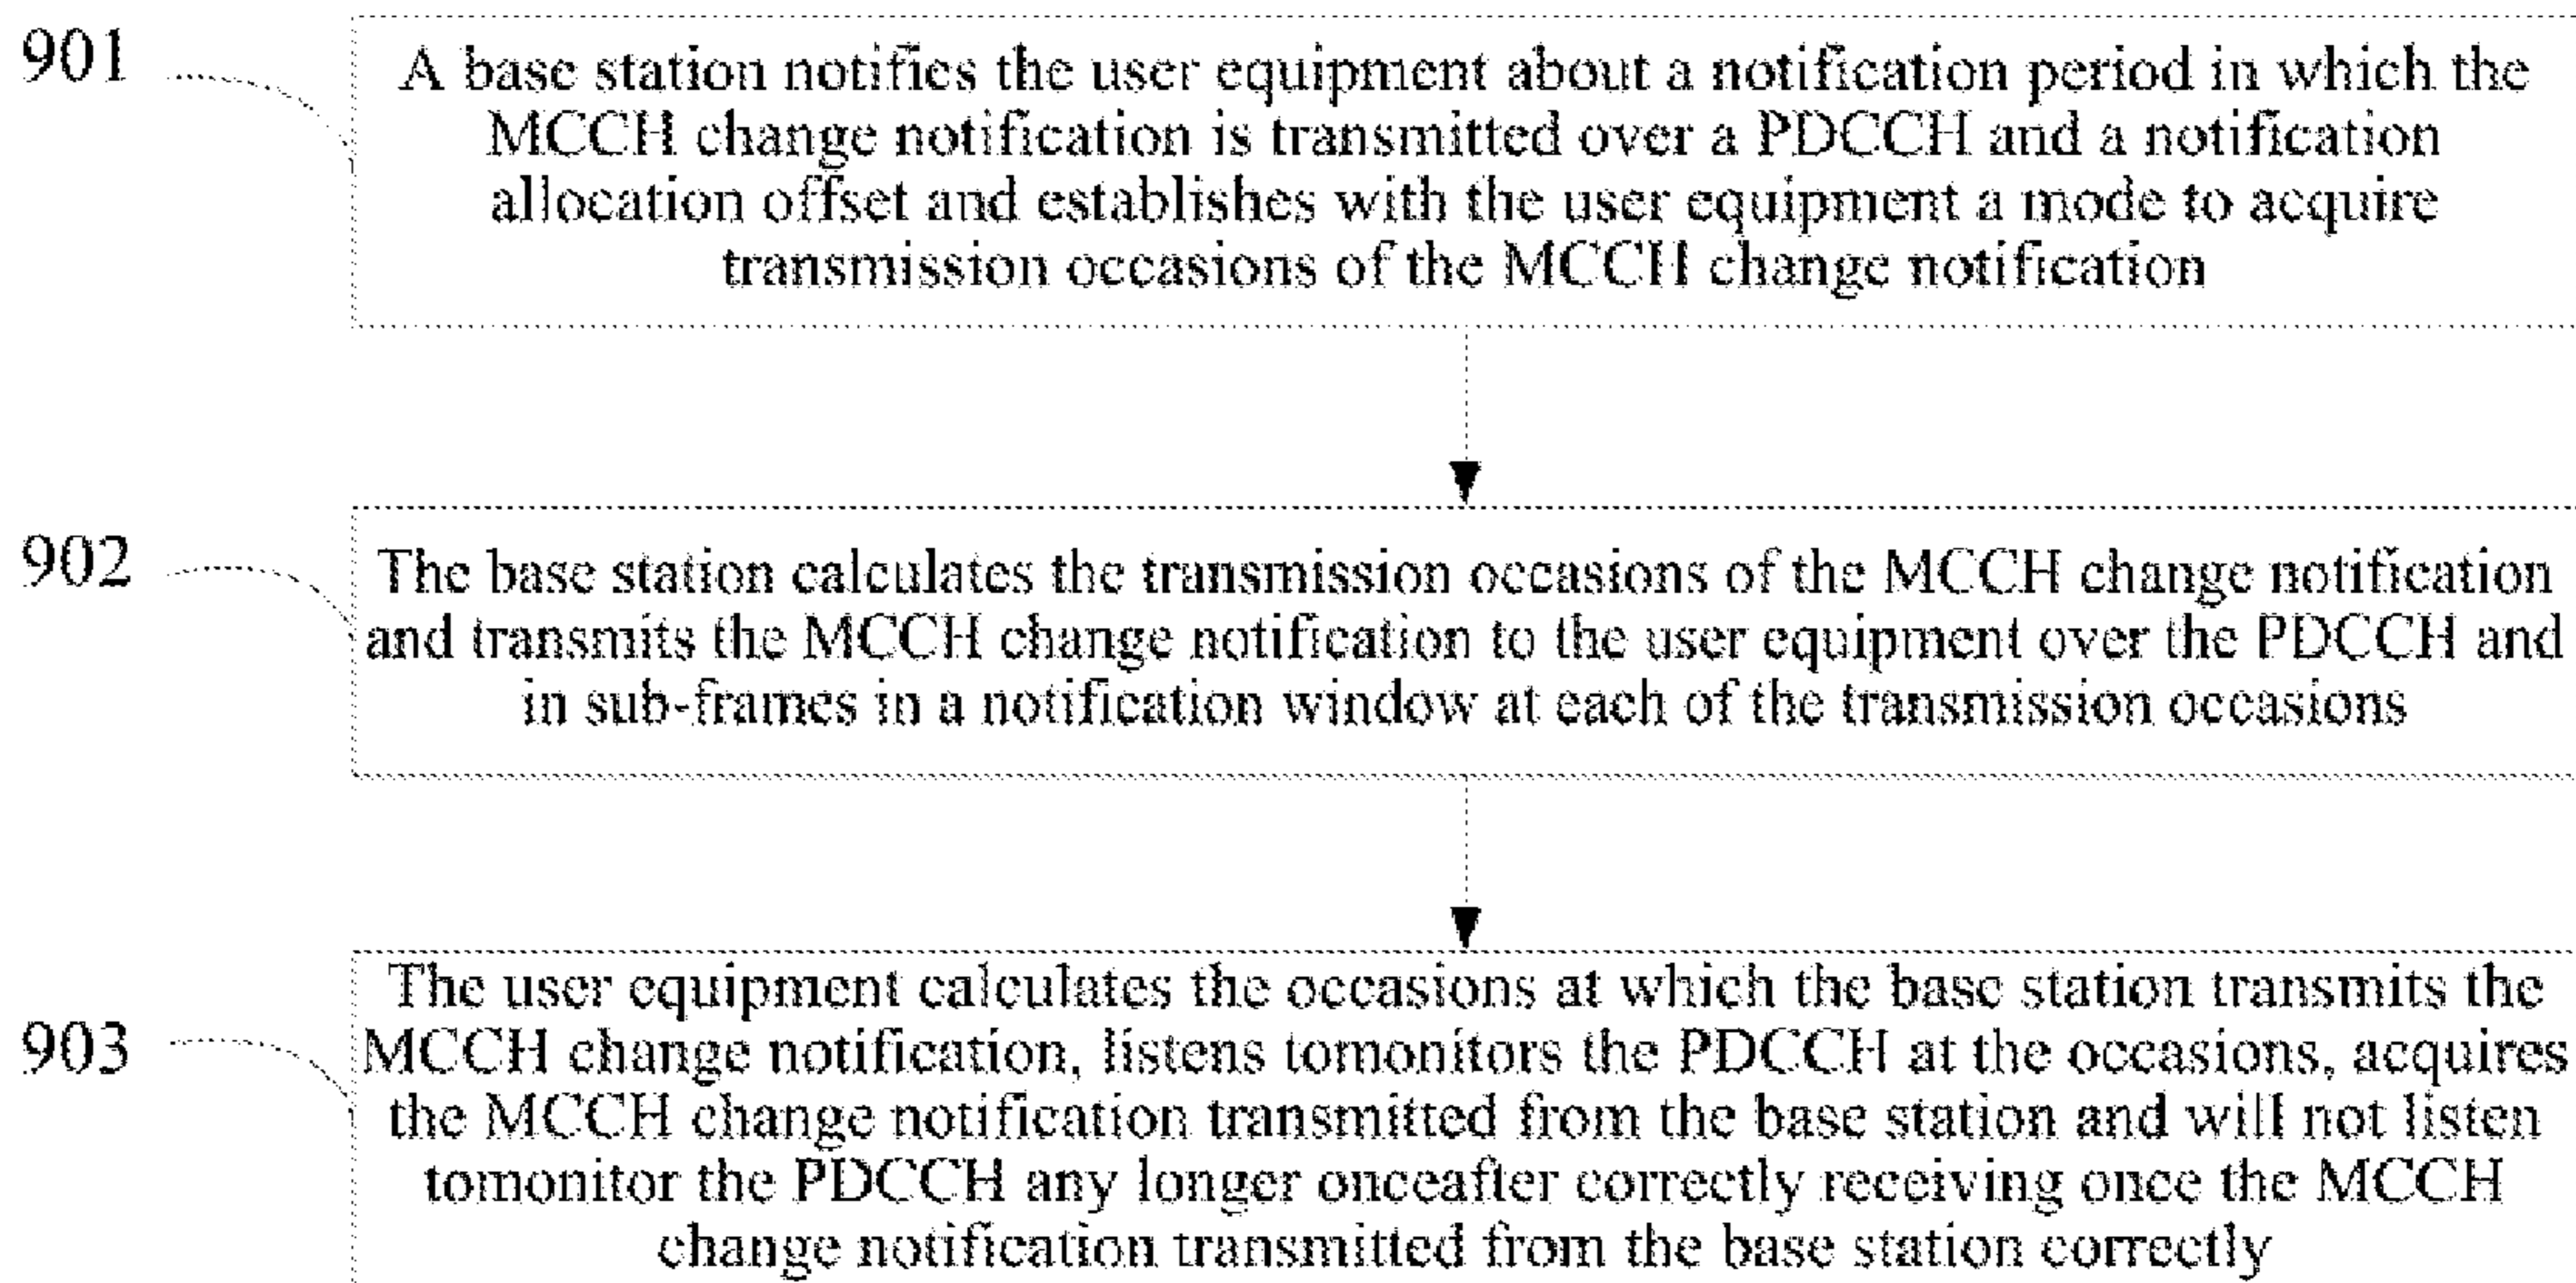 901
A base station notifies the user equipment about a notification period in which the
MCCH change notification is transmitted over a PDCCH and a notification
allocation offset and establishes with the user equipment a mode to acquire
transmission occasions of the MCCH change notification
902
The base station calculates the transmission occasions of the MCCH change notification
and transmits the MCCH change notification to the user equipment over the PDCCH and
in sub-frames in a notification window at each of the transmission occasions
903
The user equipment calculates the occasions at which the base station transmits the
MCCH change notification, listens tomonitors the PDCCH at the occasions, acquires
the MCCH change notification transmitted from the base station and will not listen
tomonitor the PDCCH any longer onceafter correctly receiving once the MCCH
change notification transmitted from the base station correctly